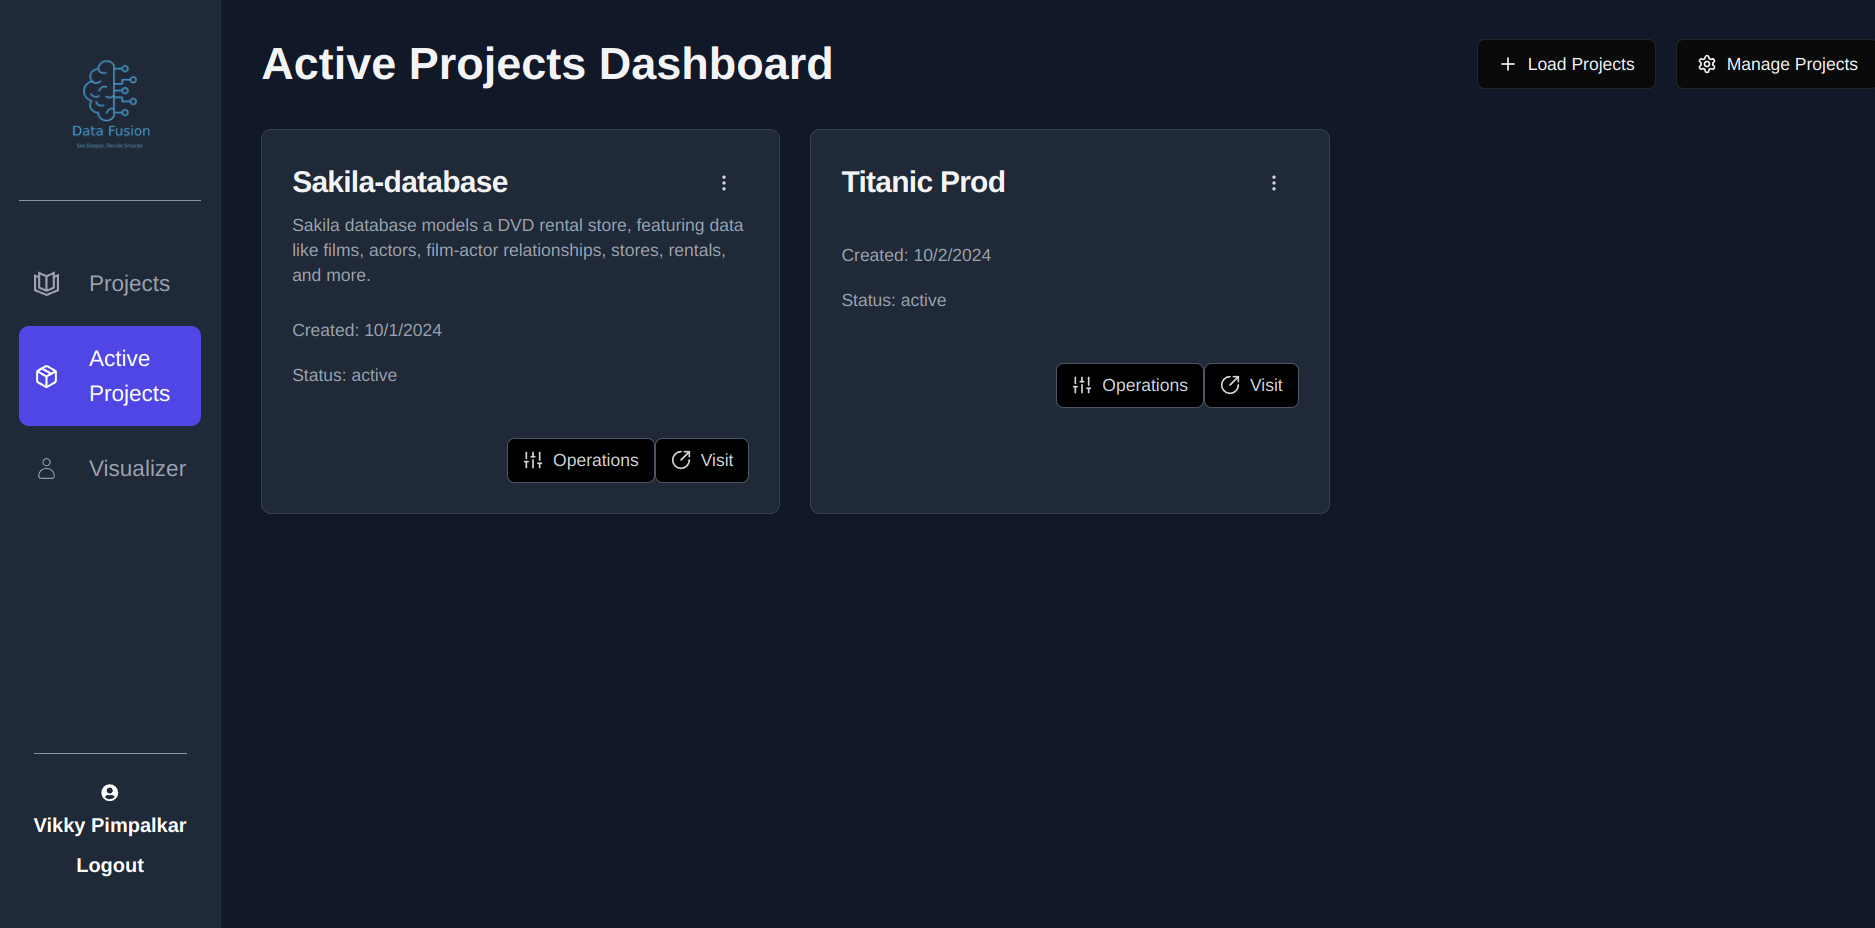 Data Fusion
See Deeper, Decide Smarter
Projects
Active
Projects
Visualizer
Vikky Pimpalkar
Logout
Active Projects Dashboard
Load Projects
Manage Projects
Sakila-database
Sakila database models a DVD rental store, featuring data
like films, actors, film-actor relationships, stores, rentals,
and more.
Created: 10/1/2024
Status: active
Operations
Visit
Titanic Prod
Created: 10/2/2024
Status: active
Operations
Visit